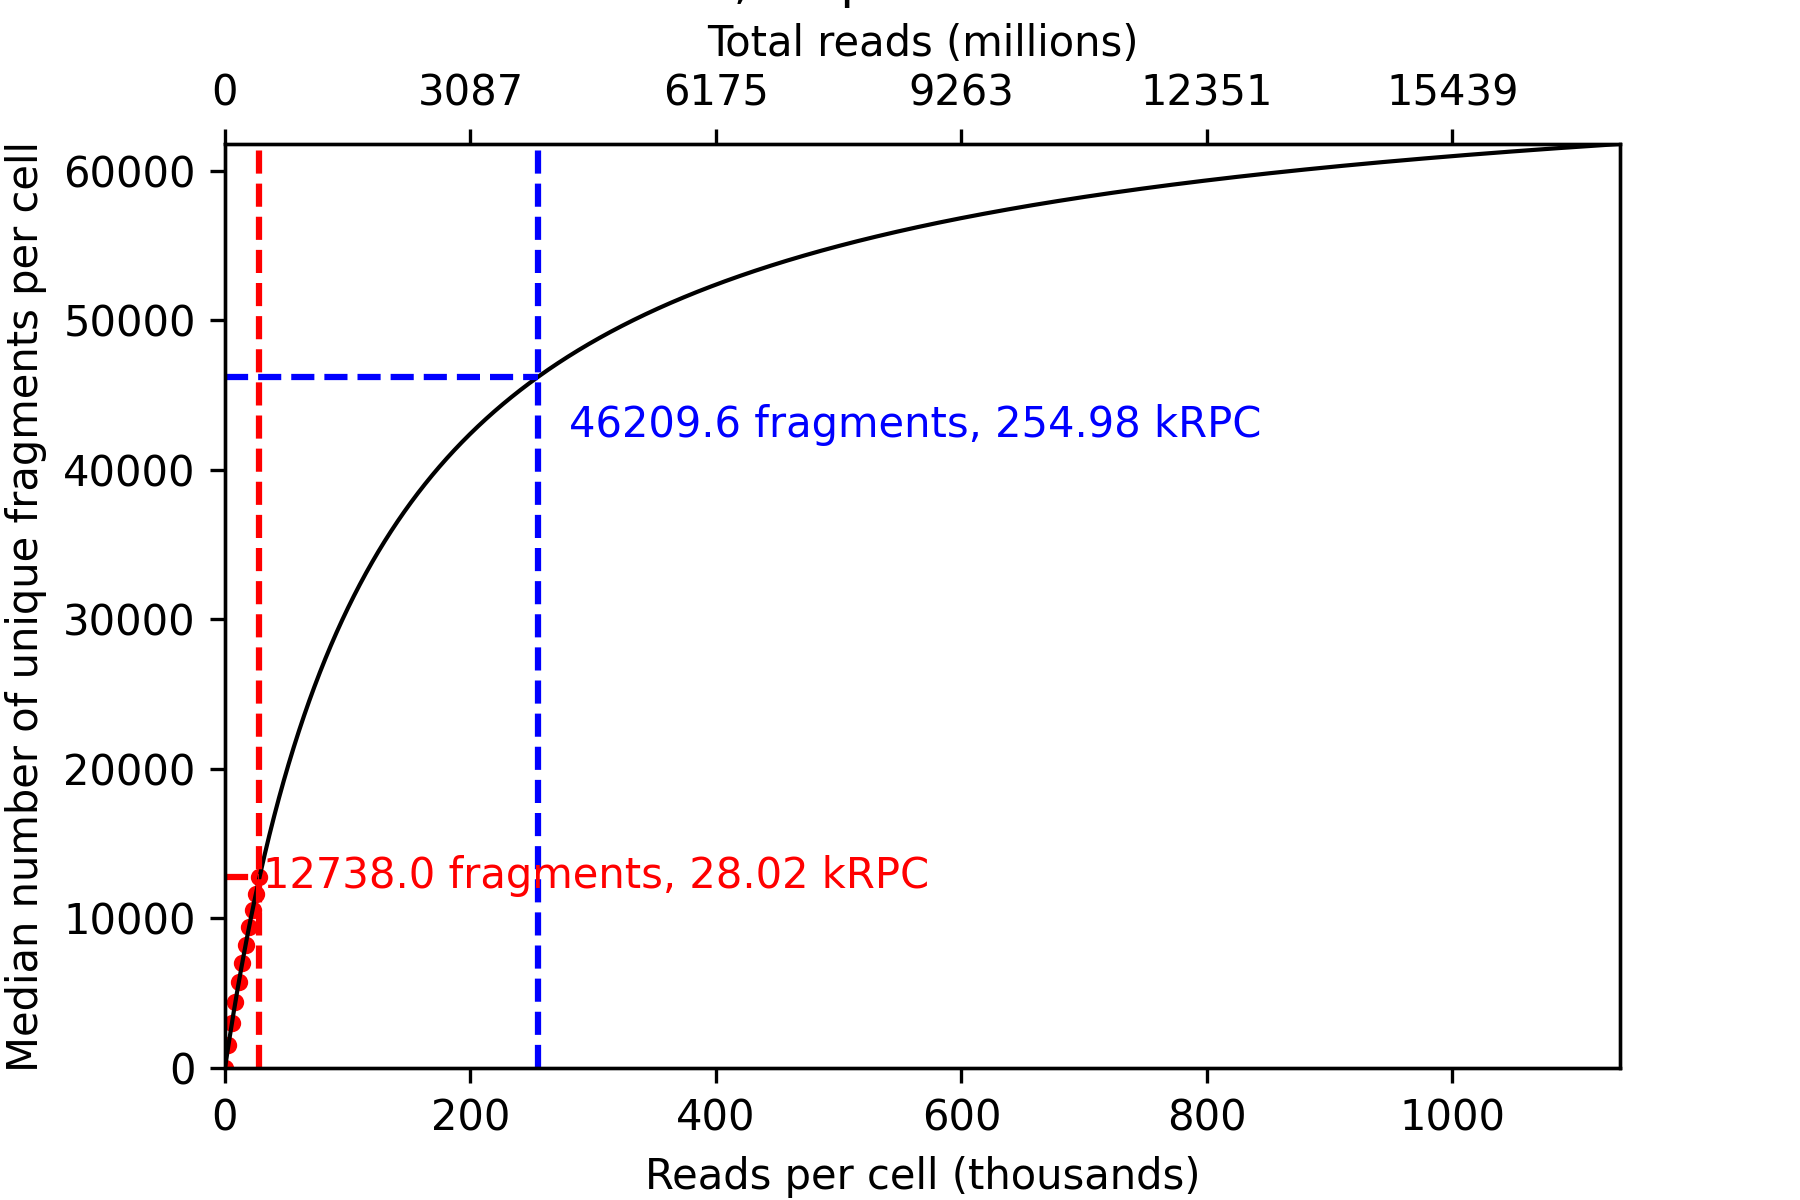 Total reads (millions)
0 3087 6175 9263 12351 15439
Median number of unique fragments per cell
60000
50000
40000
30000
20000
10000
0
46209.6 fragments, 254.98 kRPC
12738.0 fragments, 28.02 kRPC
0 200 400 600 800 1000
Reads per cell (thousands)